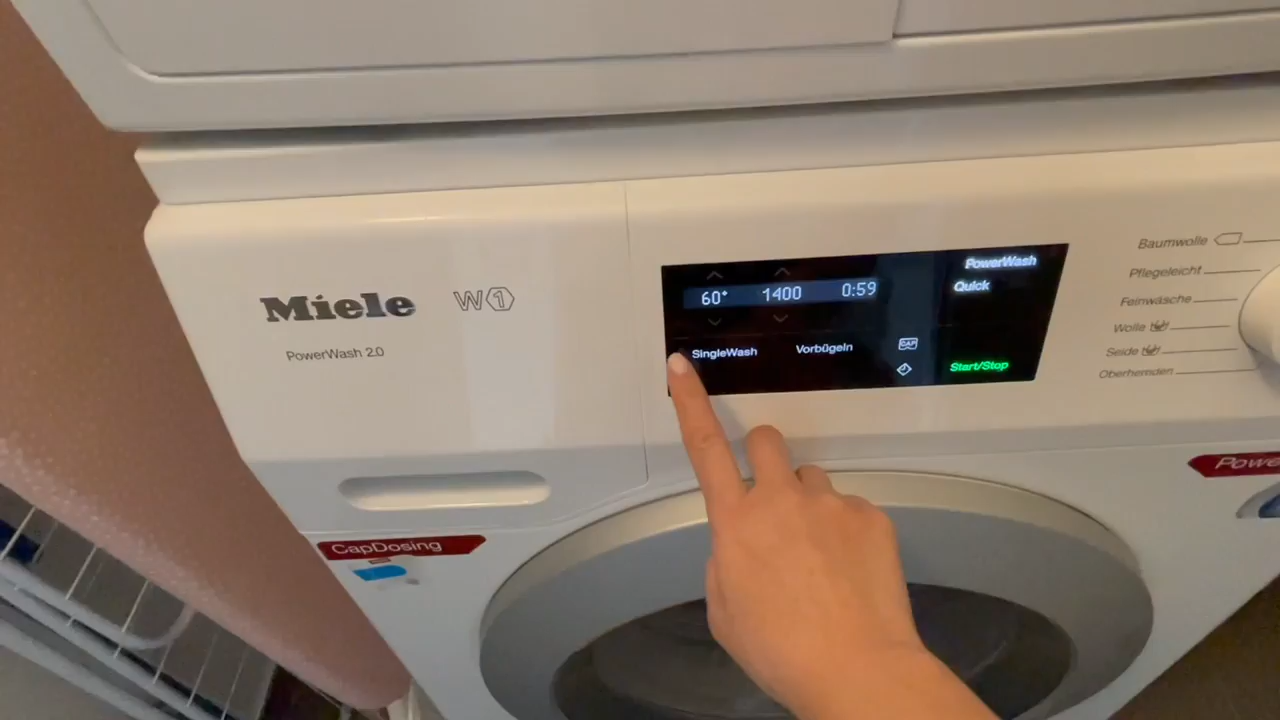 Miele W1
PowerWash 2.0
60° 1400 0:59
SingleWash Vorbügeln
CAP
PowerWash
Quick
Start/Stop
Baumwolle
Pflegeleicht
Feinwäsche
Wolle
Seide
Oberhemden
CapDosing
Power